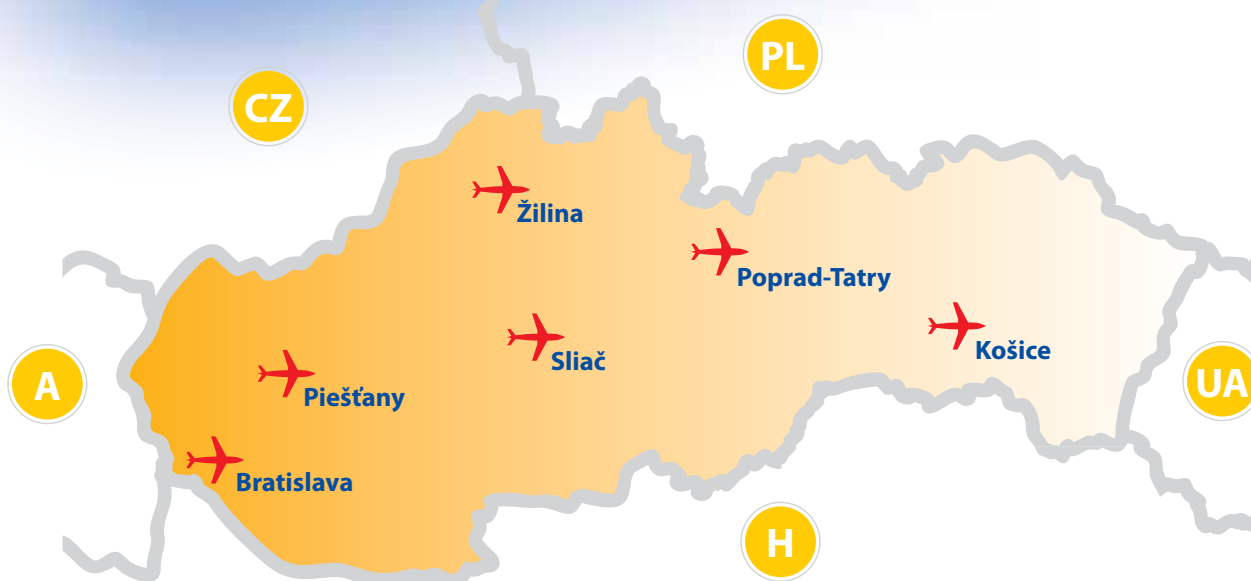 PL
CZ
Žilina
Poprad-Tatry
Sliač
Košice
A
UA
Piešťany
Bratislava
H